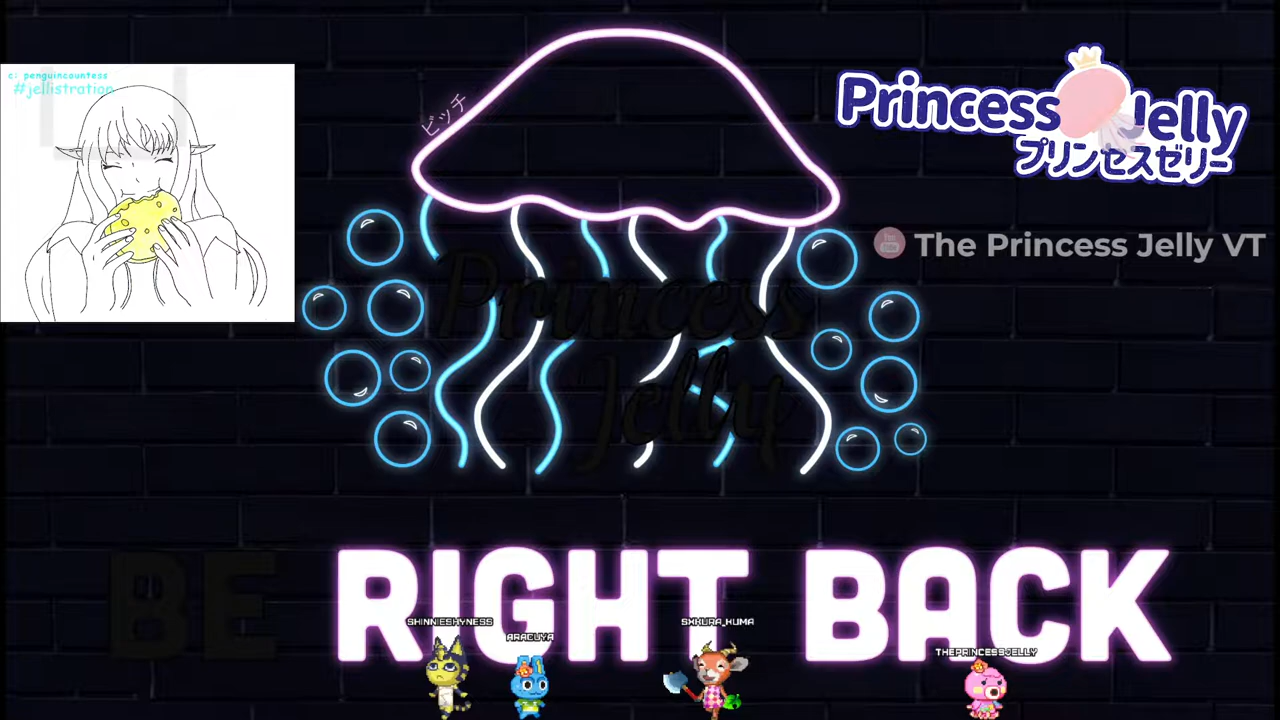 c: penguincountess
#jellistration
ビッチ
Princess Jelly
プリンセスゼリー
The Princess Jelly VT
Princess
Jelly
BE RIGHT BACK
SHINNIESHYNESS
ARACUYA
SKKURA_KUMA
THEPRINCESSJELLY